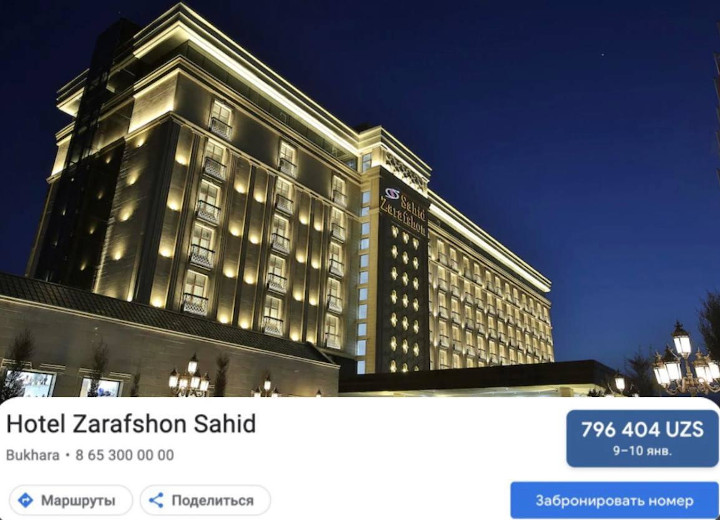 Sahid
Zarafshon
Hotel Zarafshon Sahid
796 404 UZS
Bukhara • 8 65 300 00 00
9–10 янв.
Маршруты
Поделиться
Забронировать номер